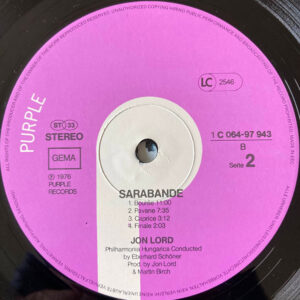 PURPLE
ST 33
STEREO
GEMA
℗ 1976
PURPLE
RECORDS
LC 2546
1 C 064-97 943
B
Seite 2
SARABANDE
1. Bourée 11:00
2. Pavane 7:35
3. Caprice 3:12
4. Finale 2:03
JON LORD
Philharmonia Hungarica Conducted
by Eberhard Schöner
Prod. by Jon Lord
& Martin Birch